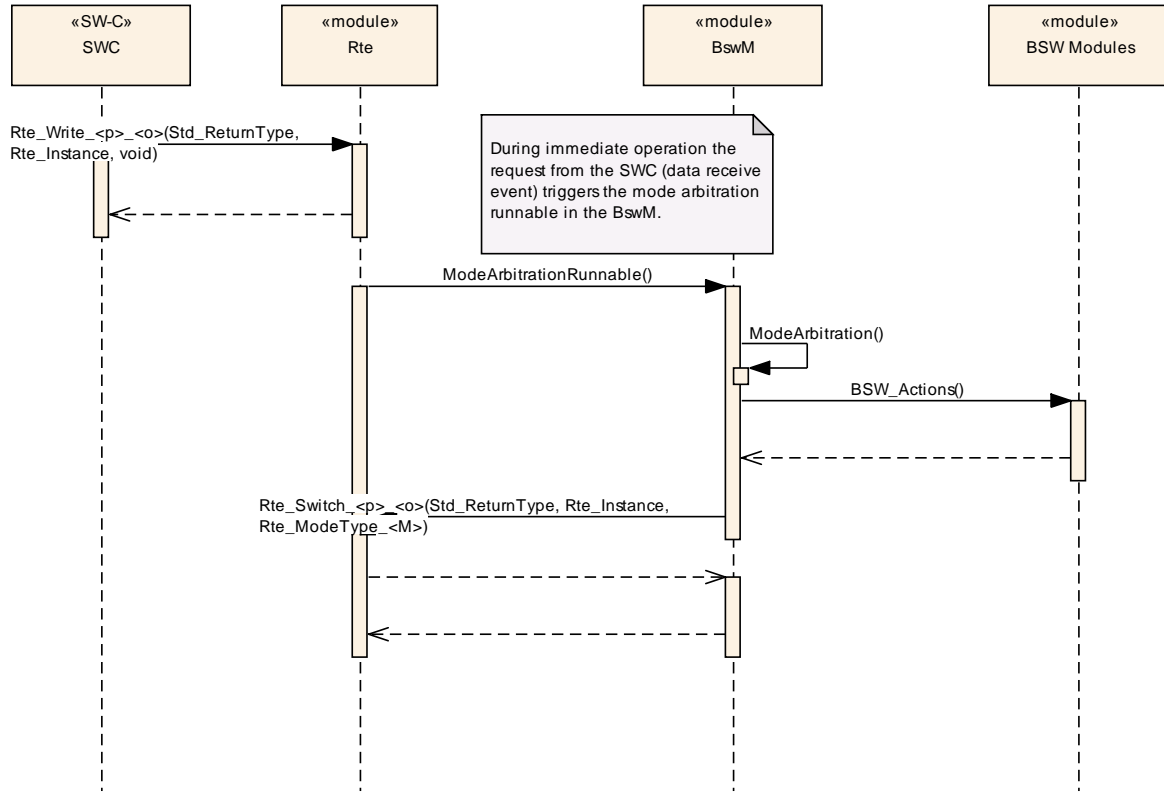 «SW-C»
SWC
«module»
Rte
«module»
BswM
«module»
BSW Modules
Rte_Write_<p>_<o>(Std_ReturnType,
Rte_Instance, void)
During immediate operation the
request from the SWC (data receive
event) triggers the mode arbitration
runnable in the BswM.
ModeArbitrationRunnable()
ModeArbitration()
BSW_Actions()
Rte_Switch_<p>_<o>(Std_ReturnType, Rte_Instance,
Rte_ModeType_<M>)